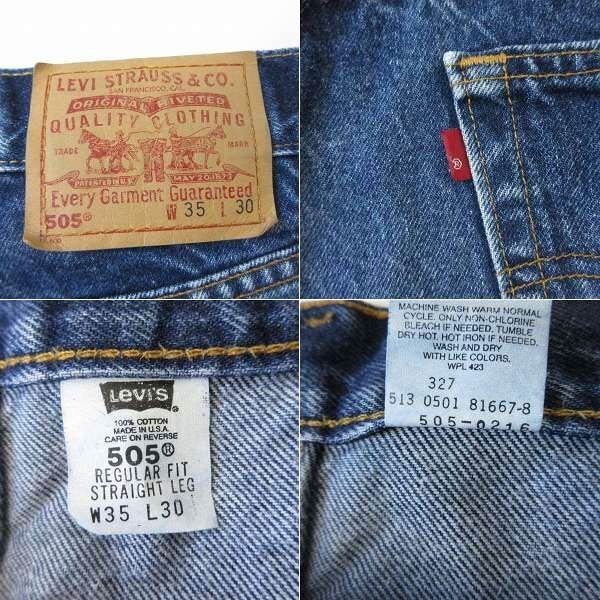 LEVI STRAUSS & CO.
SAN FRANCISCO, CAL.
ORIGINAL RIVETED
QUALITY CLOTHING
TRADE MARK
PATENTED IN U.S. MAY 20 1873
Every Garment Guaranteed
505® W 35 L 30
®
Levi's
100% COTTON
MADE IN U.S.A.
CARE ON REVERSE
505®
REGULAR FIT
STRAIGHT LEG
W35 L30
MACHINE WASH WARM NORMAL
CYCLE. ONLY NON-CHLORINE
BLEACH IF NEEDED. TUMBLE
DRY HOT. HOT IRON IF NEEDED.
WASH AND DRY
WITH LIKE COLORS.
WPL 423
327
513 0501 81667-8
505-0216